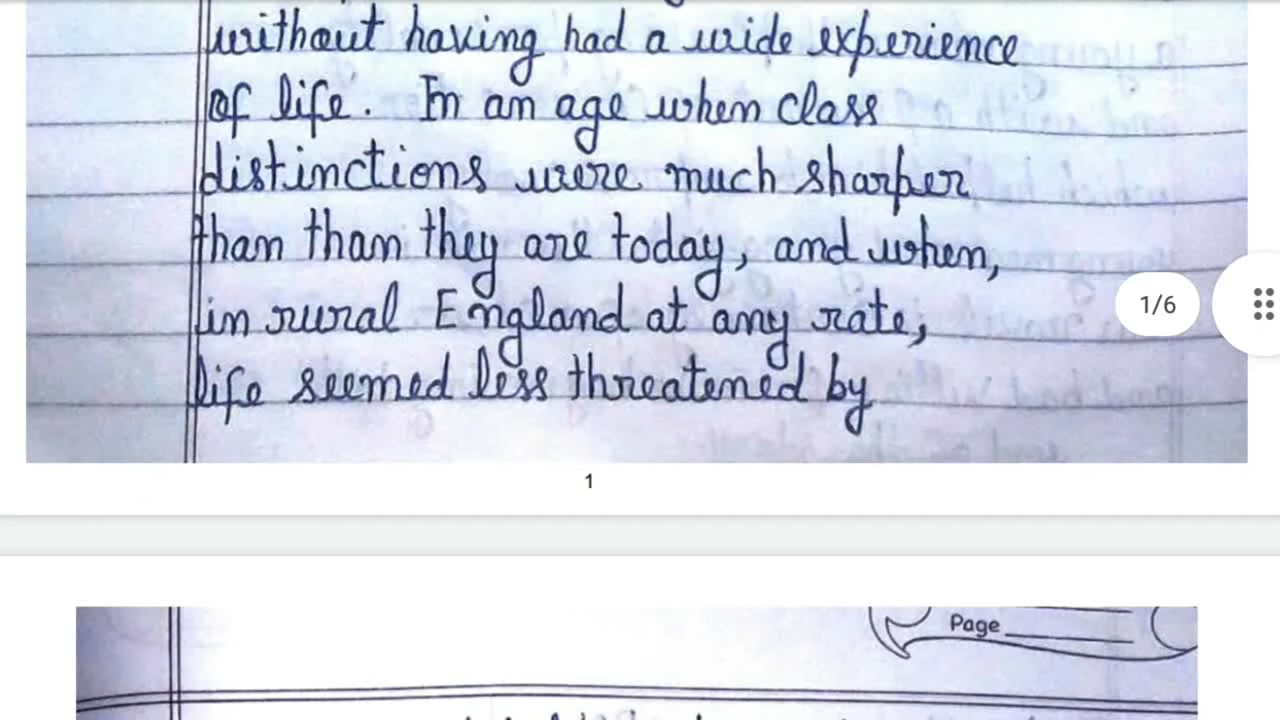 without having had a wide experience
of life. In an age when class
distinctions were much sharper
than than they are today, and when,
in rural England at any rate,
life seemed less threatened by
1/6
1
Page